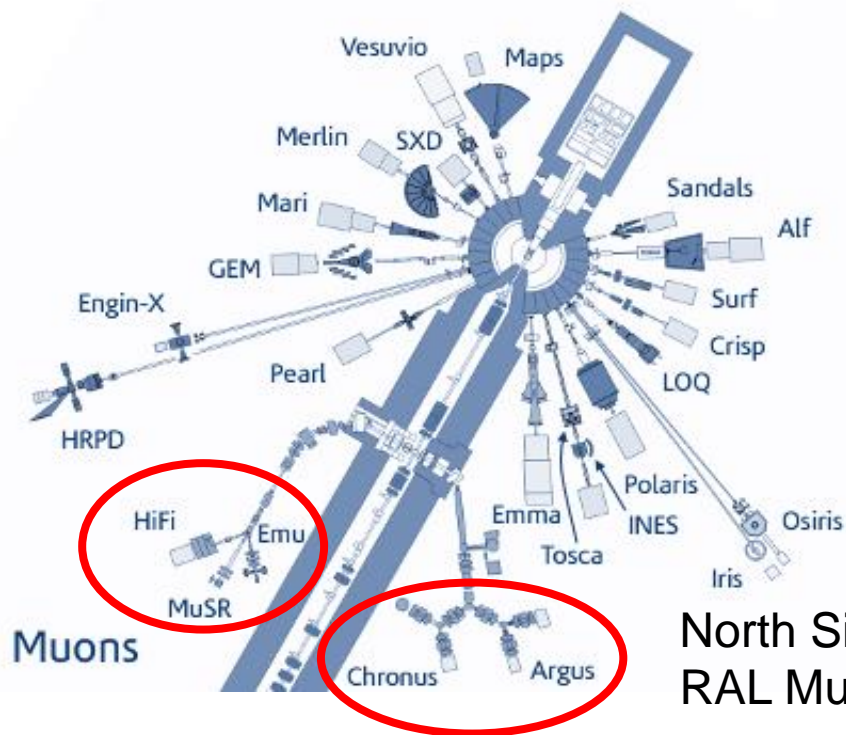 Vesuvio
Maps
Merlin
SXD
Sandals
Mari
Alf
GEM
Surf
Engin-X
Crisp
Pearl
LOQ
HRPD
Polaris
HiFi
Emu
Emma
INES
Osiris
Tosca
Iris
MuSR
North Si
Muons
Chronus
Argus
RAL Mu